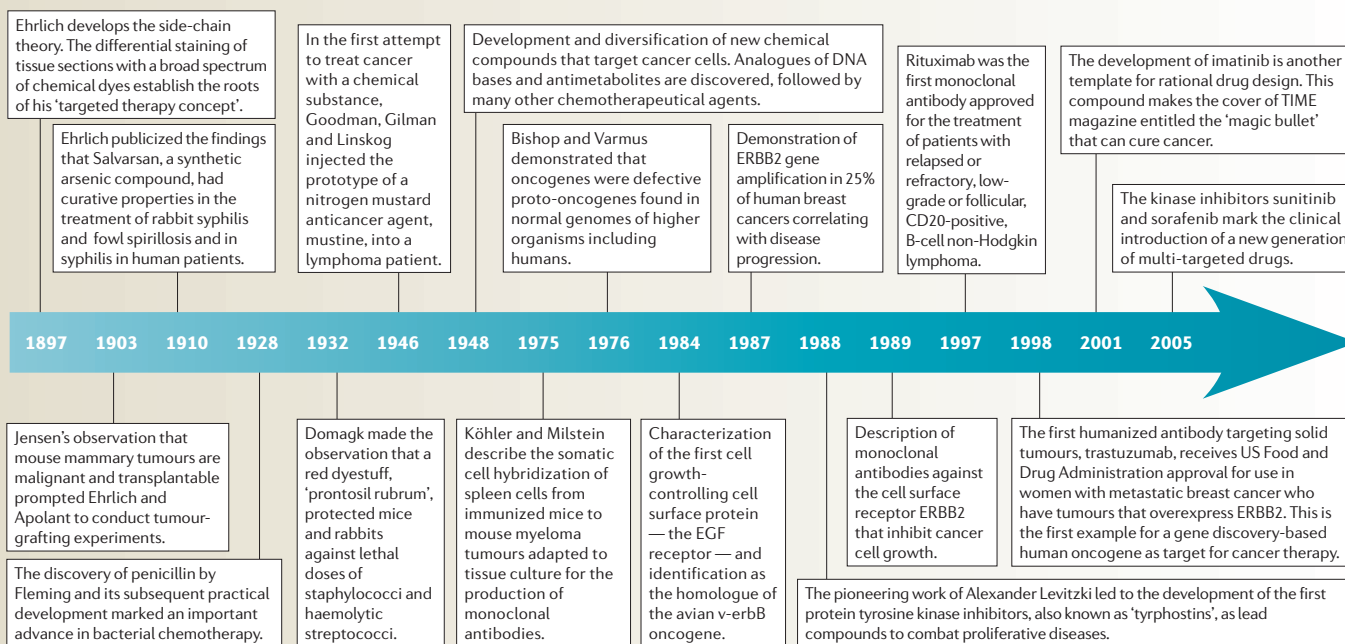 Ehrlich develops the side-chain
theory. The differential staining of
tissue sections with a broad spectrum
of chemical dyes establish the roots
of his ‘targeted therapy concept’.
Ehrlich publicized the findings
that Salvarsan, a synthetic
arsenic compound, had
curative properties in the
treatment of rabbit syphilis
and fowl spirillosis and in
syphilis in human patients.
In the first attempt
to treat cancer
with a chemical
substance,
Goodman, Gilman
and Linskog
injected the
prototype of a
nitrogen mustard
anticancer agent,
mustine, into a
lymphoma patient.
Development and diversification of new chemical
compounds that target cancer cells. Analogues of DNA
bases and antimetabolites are discovered, followed by
many other chemotherapeutical agents.
Bishop and Varmus
demonstrated that
oncogenes were defective
proto-oncogenes found in
normal genomes of higher
organisms including
humans.
Demonstration of
ERBB2 gene
amplification in 25%
of human breast
cancers correlating
with disease
progression.
Rituximab was the
first monoclonal
antibody approved
for the treatment
of patients with
relapsed or
refractory, low-
grade or follicular,
CD20-positive,
B-cell non-Hodgkin
lymphoma.
The development of imatinib is another
template for rational drug design. This
compound makes the cover of TIME
magazine entitled the ‘magic bullet’
that can cure cancer.
The kinase inhibitors sunitinib
and sorafenib mark the clinical
introduction of a new generation
of multi-targeted drugs.
1897 1903 1910 1928 1932 1946 1948 1975 1976 1984 1987 1988 1989 1997 1998 2001 2005
Jensen’s observation that
mouse mammary tumours are
malignant and transplantable
prompted Ehrlich and
Apolant to conduct tumour-
grafting experiments.
The discovery of penicillin by
Fleming and its subsequent practical
development marked an important
advance in bacterial chemotherapy.
Domagk made the
observation that a
red dyestuff,
‘prontosil rubrum’,
protected mice
and rabbits
against lethal
doses of
staphylococci and
haemolytic
streptococci.
Köhler and Milstein
describe the somatic
cell hybridization of
spleen cells from
immunized mice to
mouse myeloma
tumours adapted to
tissue culture for the
production of
monoclonal
antibodies.
Characterization
of the first cell
growth-
controlling cell
surface protein
— the EGF
receptor — and
identification as
the homologue of
the avian v-erbB
oncogene.
Description of
monoclonal
antibodies against
the cell surface
receptor ERBB2
that inhibit cancer
cell growth.
The first humanized antibody targeting solid
tumours, trastuzumab, receives US Food and
Drug Administration approval for use in
women with metastatic breast cancer who
have tumours that overexpress ERBB2. This is
the first example for a gene discovery-based
human oncogene as target for cancer therapy.
The pioneering work of Alexander Levitzki led to the development of the first
protein tyrosine kinase inhibitors, also known as ‘tyrphostins’, as lead
compounds to combat proliferative diseases.